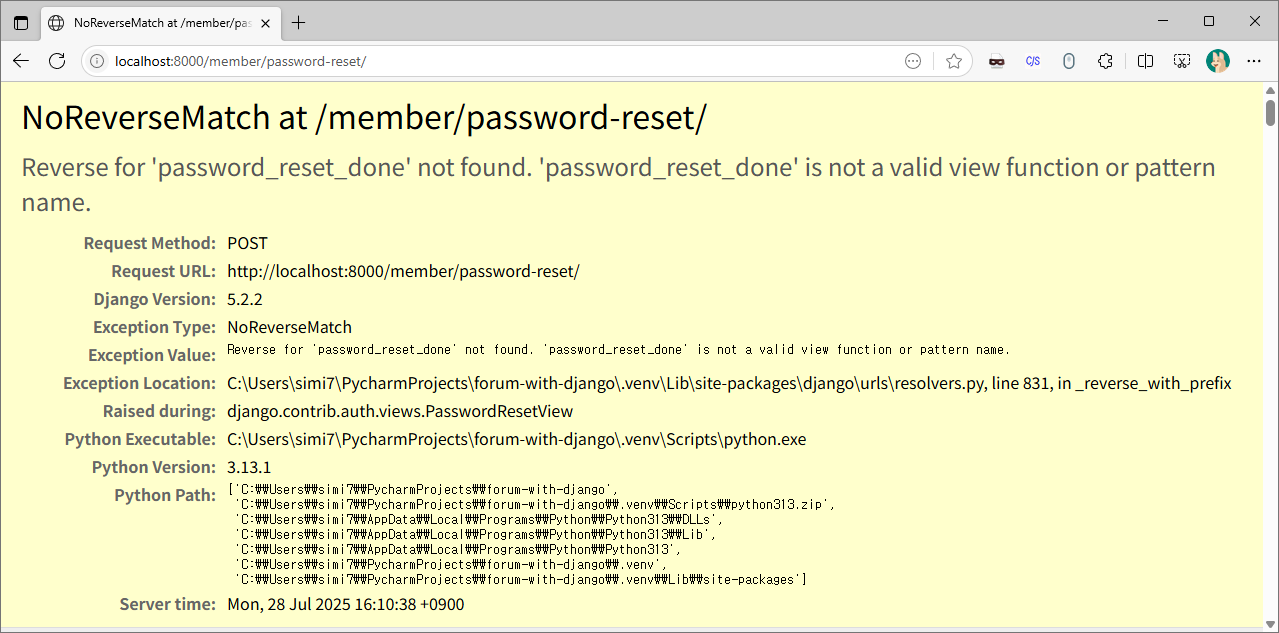 NoReverseMatch at /member/pas
localhost:8000/member/password-reset/
C/S
NoReverseMatch at /member/password-reset/
Reverse for 'password_reset_done' not found. 'password_reset_done' is not a valid view function or pattern
name.
Request Method: POST
Request URL: http://localhost:8000/member/password-reset/
Django Version: 5.2.2
Exception Type: NoReverseMatch
Exception Value: Reverse for 'password_reset_done' not found. 'password_reset_done' is not a valid view function or pattern name.
Exception Location: C:\Users\simi7\PycharmProjects\forum-with-django\.venv\Lib\site-packages\django\urls\resolvers.py, line 831, in _reverse_with_prefix
Raised during: django.contrib.auth.views.PasswordResetView
Python Executable: C:\Users\simi7\PycharmProjects\forum-with-django\.venv\Scripts\python.exe
Python Version: 3.13.1
Python Path: ['C:₩₩Users₩₩simi7₩₩PycharmProjects₩₩forum-with-django',
'C:₩₩Users₩₩simi7₩₩PycharmProjects₩₩forum-with-django₩₩.venv₩₩Scripts₩₩python313.zip',
'C:₩₩Users₩₩simi7₩₩AppData₩₩Local₩₩Programs₩₩Python₩₩Python313₩₩DLLs',
'C:₩₩Users₩₩simi7₩₩AppData₩₩Local₩₩Programs₩₩Python₩₩Python313₩₩Lib',
'C:₩₩Users₩₩simi7₩₩AppData₩₩Local₩₩Programs₩₩Python₩₩Python313',
'C:₩₩Users₩₩simi7₩₩PycharmProjects₩₩forum-with-django₩₩.venv',
'C:₩₩Users₩₩simi7₩₩PycharmProjects₩₩forum-with-django₩₩.venv₩₩Lib₩₩site-packages']
Server time: Mon, 28 Jul 2025 16:10:38 +0900